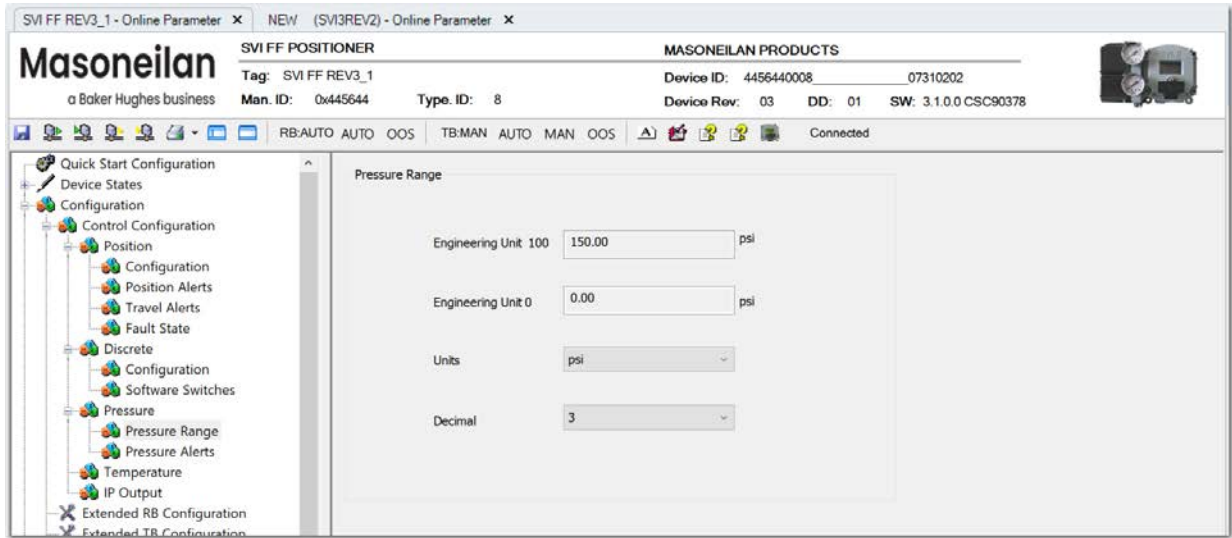 SVI FF REV3_1 - Online Parameter X NEW (SVI3REV2) - Online Parameter X
Masoneilan
a Baker Hughes business
SVI FF POSITIONER
Tag: SVI FF REV3_1
Man. ID: 0x445644 Type. ID: 8
MASONEILAN PRODUCTS
Device ID: 4456440008________07310202
Device Rev: 03 DD: 01 SW: 3.1.0.0 CSC90378
RB:AUTO AUTO OOS TB:MAN AUTO MAN OOS Connected
Quick Start Configuration
Device States
Configuration
Control Configuration
Position
Configuration
Position Alerts
Travel Alerts
Fault State
Discrete
Configuration
Software Switches
Pressure
Pressure Range
Pressure Alerts
Temperature
IP Output
Extended RB Configuration
Extended TB Configuration
Pressure Range
Engineering Unit 100 150.00 psi
Engineering Unit 0 0.00 psi
Units psi
Decimal 3